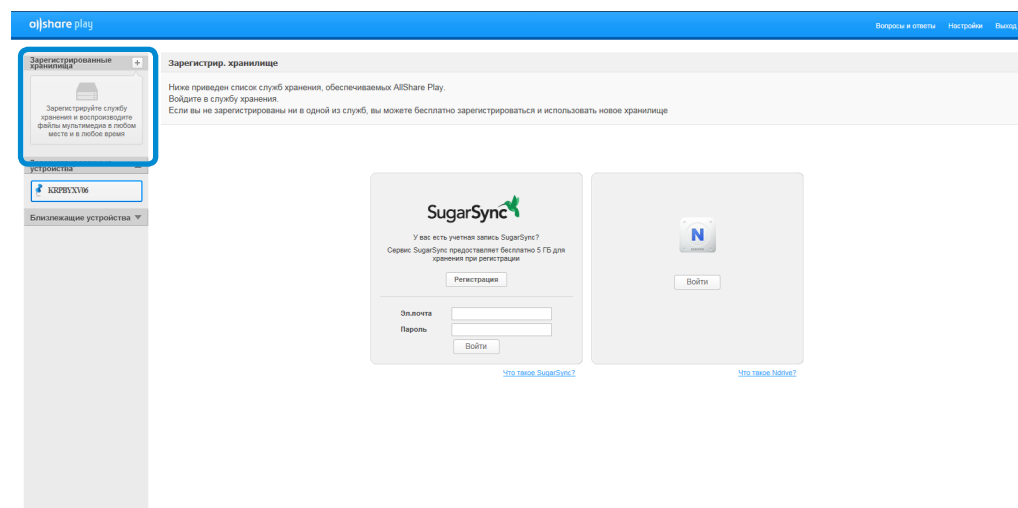 allshare play
Вопросы и ответы Настройки Выход
Зарегистрированные
хранилища
+
Зарегистрируйте службу
хранения и воспроизводите
файлы мультимедиа в любом
месте и в любое время
устройства
KRPBYXV06
Близлежащие устройства
Зарегистрир. хранилище
Ниже приведен список служб хранения, обеспечиваемых AllShare Play.
Войдите в службу хранения.
Если вы не зарегистрированы ни в одной из служб, вы можете бесплатно зарегистрироваться и использовать новое хранилище
SugarSync
У вас есть учетная запись SugarSync?
Сервис SugarSync предоставляет бесплатно 5 ГБ для
хранения при регистрации
Регистрация
Эл.почта
Пароль
Войти
Что такое SugarSync?
N
Войти
Что такое Ndrive?